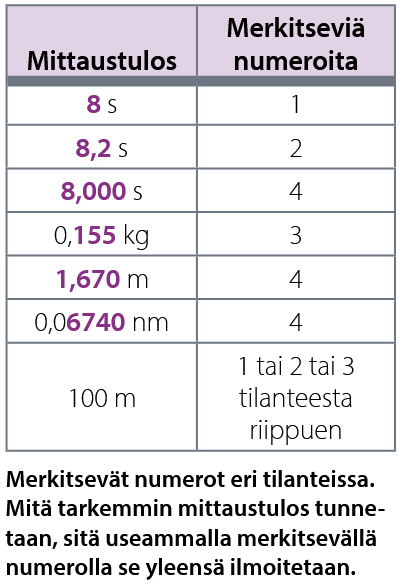 Mittaustulos Merkitseviä numeroita
8 s 1
8,2 s 2
8,000 s 4
0,155 kg 3
1,670 m 4
0,06740 nm 4
100 m 1 tai 2 tai 3
tilanteesta
riippuen
Merkitsevät numerot eri tilanteissa.
Mitä tarkemmin mittaustulos tunne-
taan, sitä useammalla merkitsevällä
numerolla se yleensä ilmoitetaan.